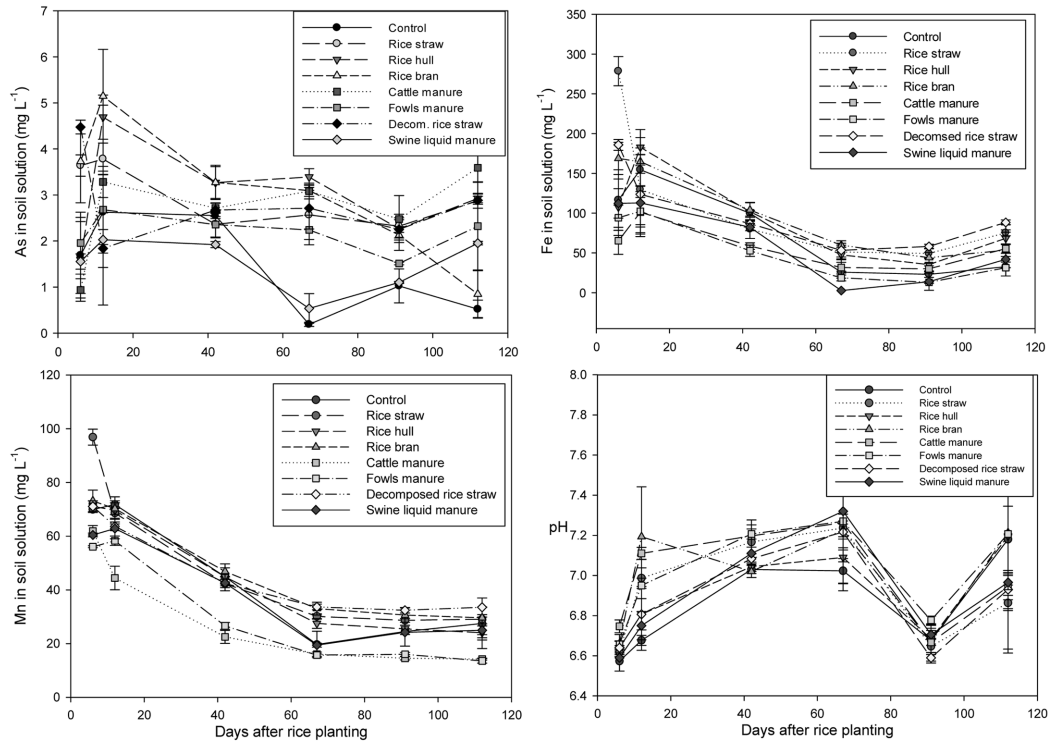 As in soil solution (mg L⁻¹)
7
6
5
4
3
2
1
0
0 20 40 60 80 100 120
Control
Rice straw
Rice hull
Rice bran
Cattle manure
Fowls manure
Decom. rice straw
Swine liquid manure
Fe in soil solution (mg L⁻¹)
350
300
250
200
150
100
50
0
0 20 40 60 80 100 120
Control
Rice straw
Rice hull
Rice bran
Cattle manure
Fowls manure
Decomsed rice straw
Swine liquid manure
Mn in soil solution (mg L⁻¹)
120
100
80
60
40
20
0
0 20 40 60 80 100 120
Days after rice planting
Control
Rice straw
Rice hull
Rice bran
Cattle manure
Fowls manure
Decomposed rice straw
Swine liquid manure
pH
8.0
7.8
7.6
7.4
7.2
7.0
6.8
6.6
6.4
0 20 40 60 80 100 120
Days after rice planting
Control
Rice straw
Rice hull
Rice bran
Cattle manure
Fowls manure
Decomposed rice straw
Swine liquid manure